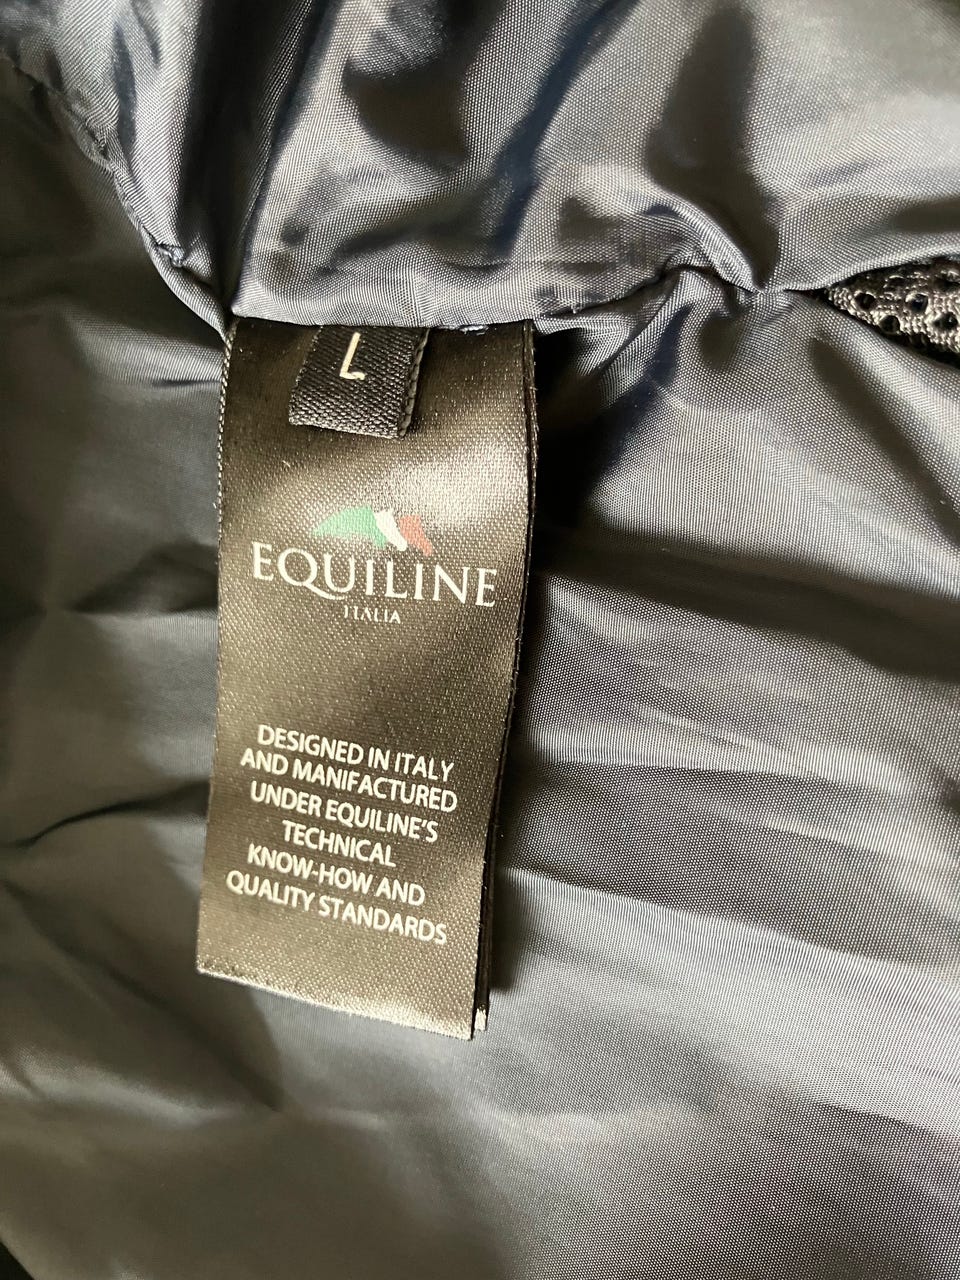 L
EQUILINE
ITALIA
DESIGNED IN ITALY
AND MANIFACTURED
UNDER EQUILINE'S
TECHNICAL
KNOW-HOW AND
QUALITY STANDARDS